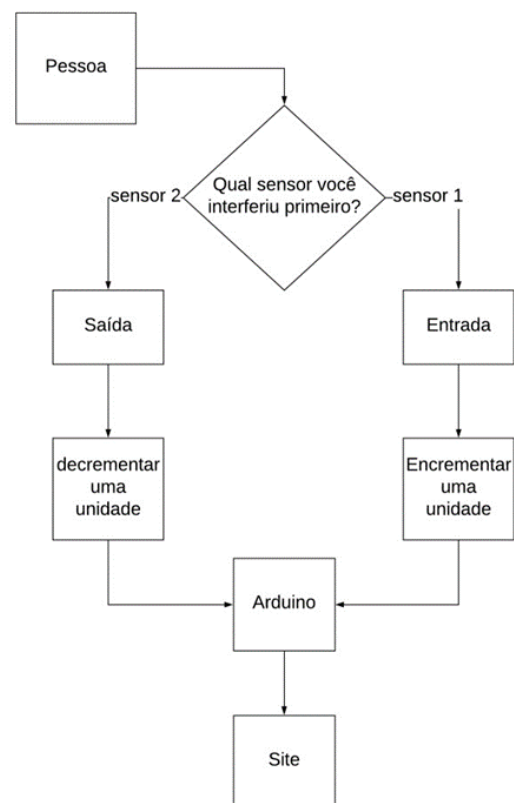 Pessoa
Qual sensor você
interferiu primeiro?
sensor 2
sensor 1
Saída
Entrada
decrementar
uma
unidade
Encrementar
uma
unidade
Arduino
Site